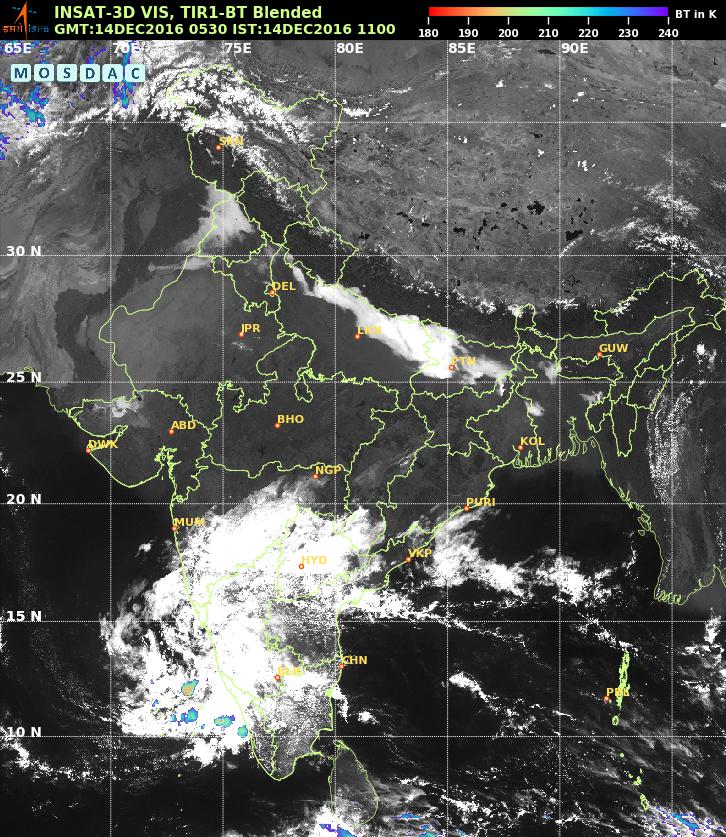 INSAT-3D VIS, TIR1-BT Blended
GMT:14DEC2016 0530 IST:14DEC2016 1100
BT in K
180 190 200 210 220 230 240
65E 70E 75E 80E 85E 90E
MOSDAC
SRN
30 N
DEL
JPR
LKN
GUW
PTN
25 N
BHO
ABD
KOL
DWK
NGP
20 N
PURI
MUM
VKP
HYD
15 N
CHN
PBL
10 N